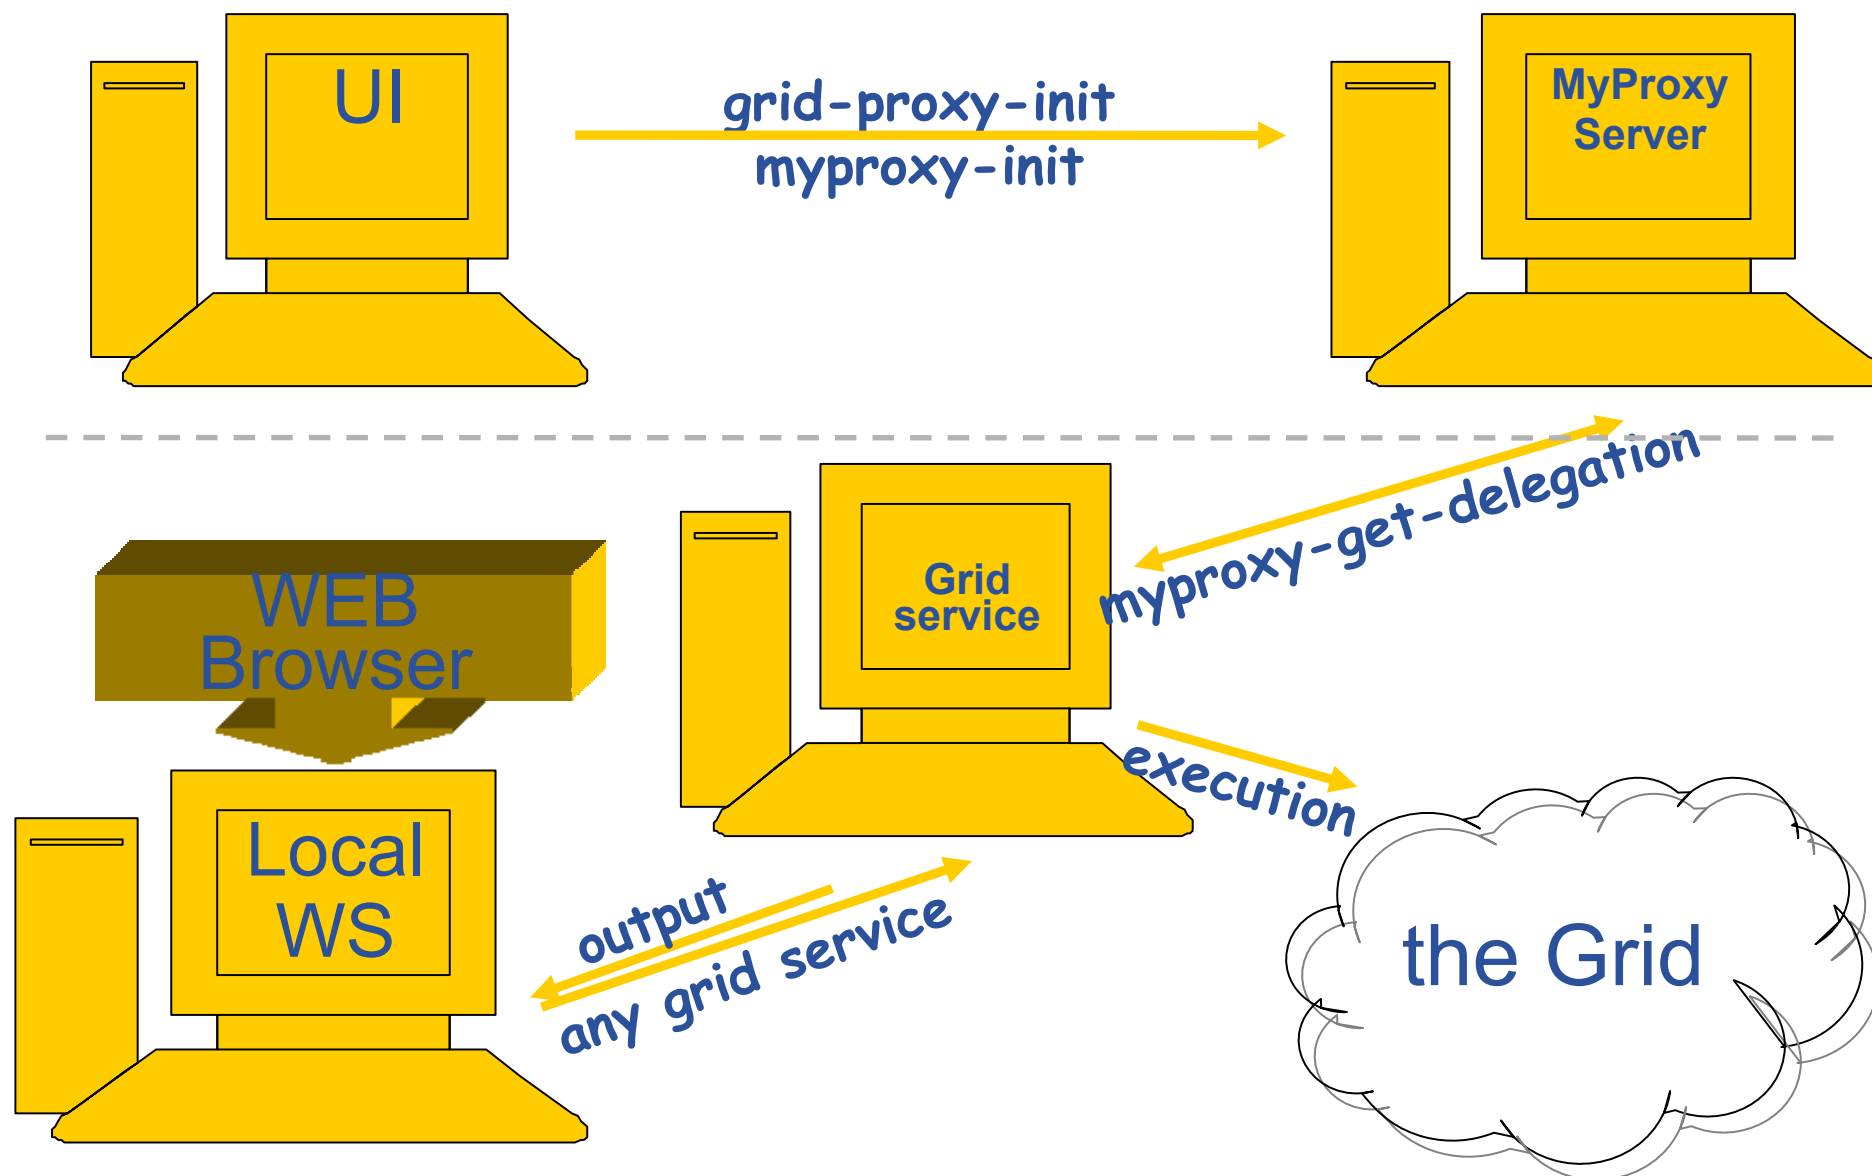 UI
grid-proxy-init
myproxy-init
MyProxy
Server
myproxy-get-delegation
Grid
service
WEB
Browser
execution
Local
WS
output
any grid service
the Grid